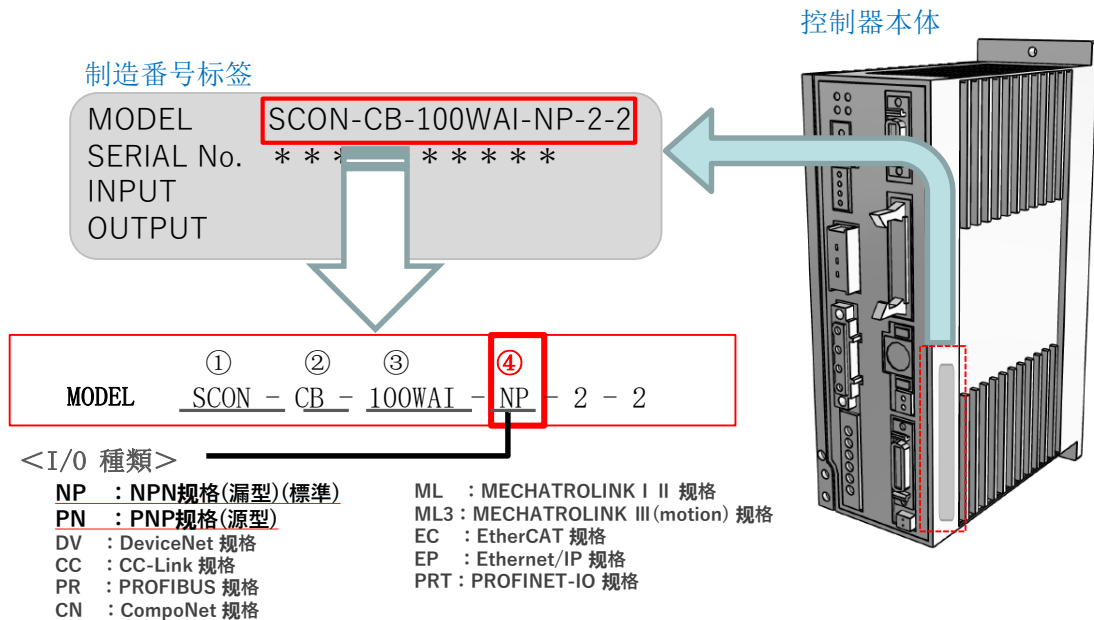 控制器本体
制造番号标签
MODEL SCON-CB-100WAI-NP-2-2
SERIAL No. * * * * * * * *
INPUT
OUTPUT
① ② ③ ④
MODEL SCON - CB - 100WAI - NP - 2 - 2
<I/O 種類>
NP :NPN规格(漏型)(標準)
PN :PNP规格(源型)
DV :DeviceNet 规格
CC :CC-Link 规格
PR :PROFIBUS 规格
CN :CompoNet 规格
ML :MECHATROLINK I II 规格
ML3:MECHATROLINK III(motion) 规格
EC :EtherCAT 规格
EP :Ethernet/IP 规格
PRT:PROFINET-IO 规格